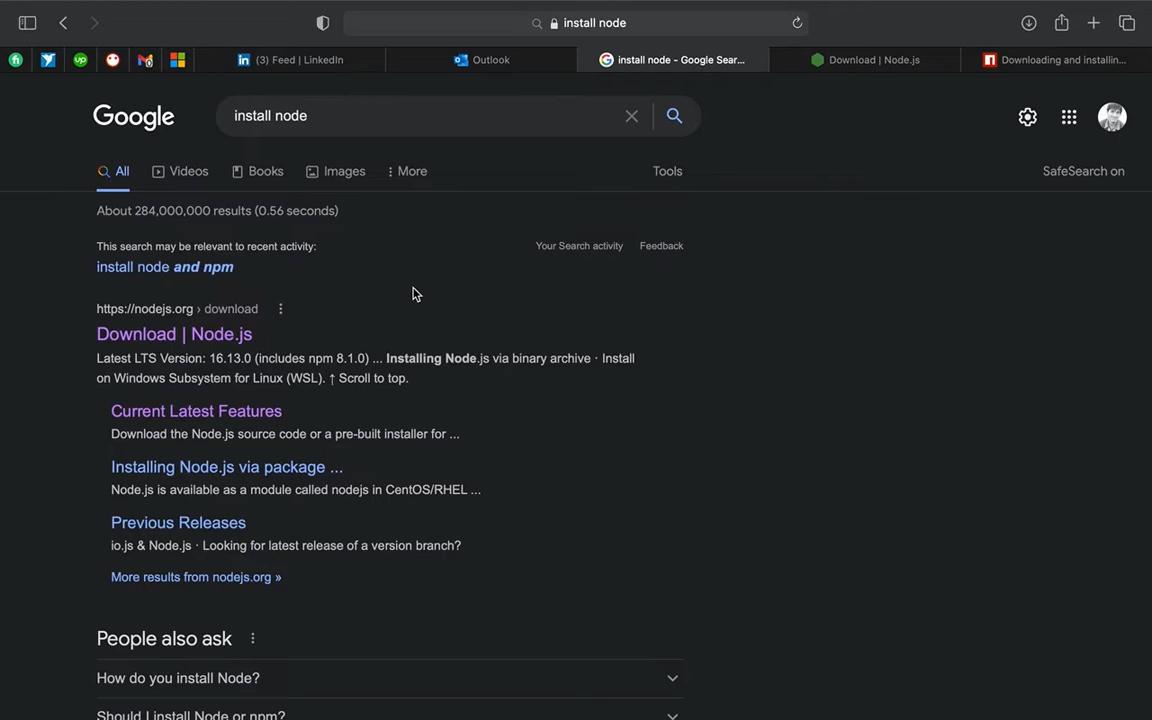 install node
fi
up
(3) Feed | LinkedIn
Outlook
install node - Google Sear...
Download | Node.js
Downloading and installin...
Google
install node
All
Videos
Books
Images
More
Tools
SafeSearch on
About 284,000,000 results (0.56 seconds)
This search may be relevant to recent activity:
Your Search activity
Feedback
install node and npm
https://nodejs.org › download
Download | Node.js
Latest LTS Version: 16.13.0 (includes npm 8.1.0) ... Installing Node.js via binary archive · Install
on Windows Subsystem for Linux (WSL). ↑ Scroll to top.
Current Latest Features
Download the Node.js source code or a pre-built installer for ...
Installing Node.js via package ...
Node.js is available as a module called nodejs in CentOS/RHEL ...
Previous Releases
io.js & Node.js · Looking for latest release of a version branch?
More results from nodejs.org »
People also ask
How do you install Node?
Should I install Node or npm?